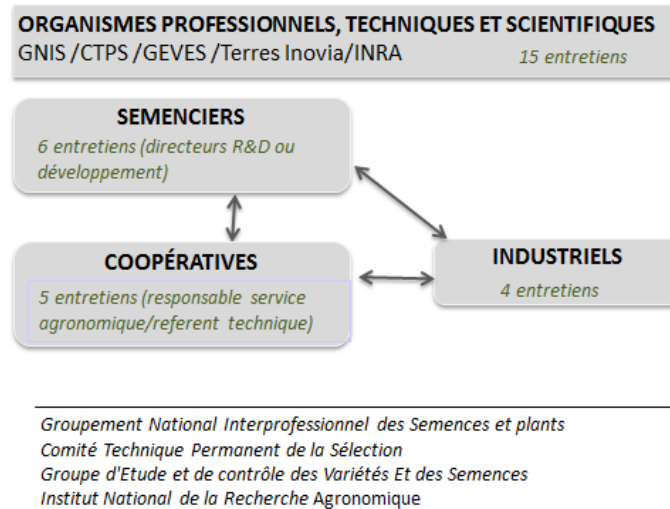 ORGANISMES PROFESSIONNELS, TECHNIQUES ET SCIENTIFIQUES
GNIS /CTPS /GEVES /Terres Inovia/INRA
15 entretiens
SEMENCIERS
6 entretiens (directeurs R&D ou
développement)
COOPÉRATIVES
5 entretiens (responsable service
agronomique/referent technique)
INDUSTRIELS
4 entretiens
Groupement National Interprofessionnel des Semences et plants
Comité Technique Permanent de la Sélection
Groupe d'Etude et de contrôle des Variétés Et des Semences
Institut National de la Recherche Agronomique